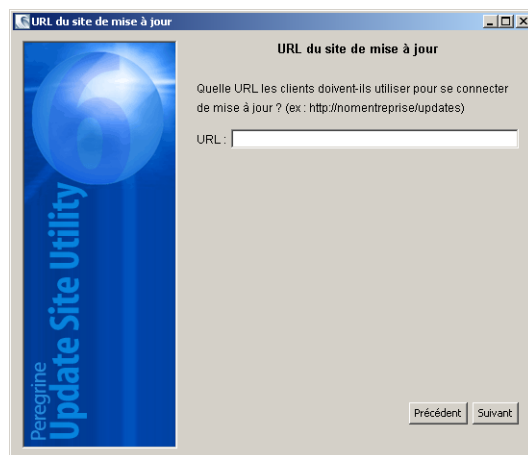 URL du site de mise à jour
URL du site de mise à jour
Quelle URL les clients doivent-ils utiliser pour se connecter
de mise à jour ? (ex : http://nomentreprise/updates)
URL :
6
Peregrine
Update Site Utility
Précédent
Suivant